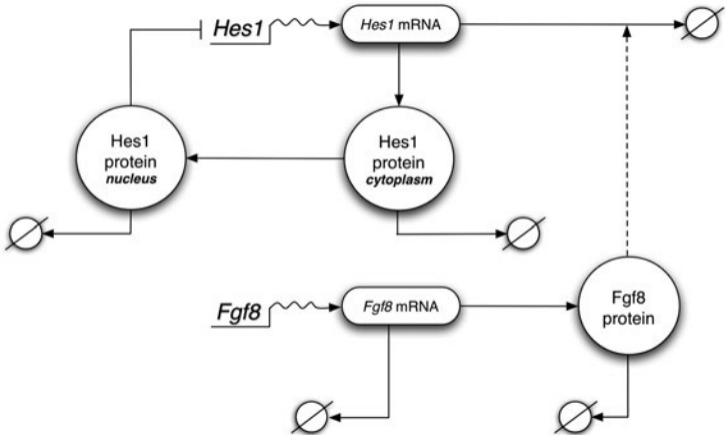 Hes1
Hes1 mRNA
Hes1
protein
nucleus
Hes1
protein
cytoplasm
Fgf8
Fgf8 mRNA
Fgf8
protein